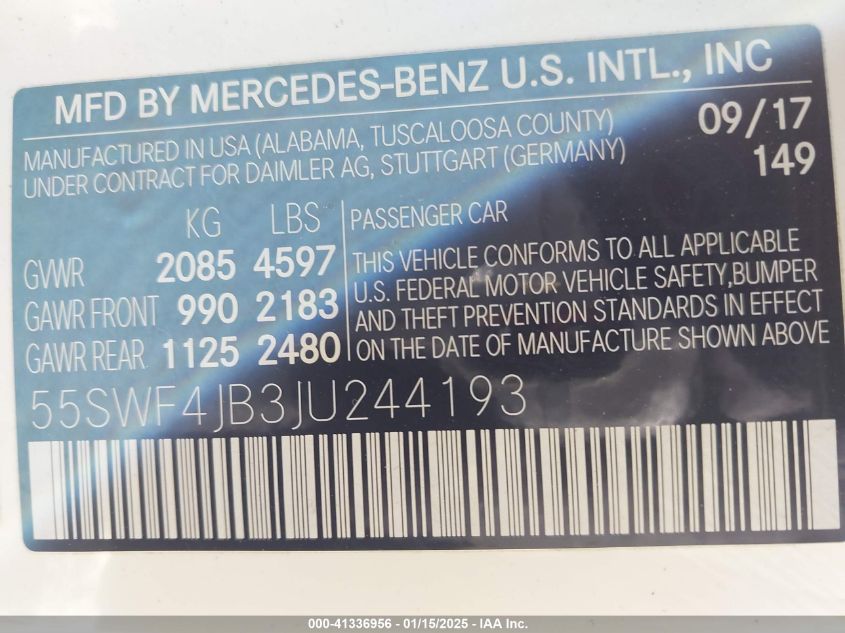 MFD BY MERCEDES-BENZ U.S. INTL., INC
MANUFACTURED IN USA (ALABAMA, TUSCALOOSA COUNTY) 09/17
UNDER CONTRACT FOR DAIMLER AG, STUTTGART (GERMANY) 149
KG LBS
GVWR 2085 4597
GAWR FRONT 990 2183
GAWR REAR 1125 2480
PASSENGER CAR
THIS VEHICLE CONFORMS TO ALL APPLICABLE
U.S. FEDERAL MOTOR VEHICLE SAFETY,BUMPER
AND THEFT PREVENTION STANDARDS IN EFFECT
ON THE DATE OF MANUFACTURE SHOWN ABOVE
55SWF4JB3JU244193
000-41336956 - 01/15/2025 - IAA Inc.